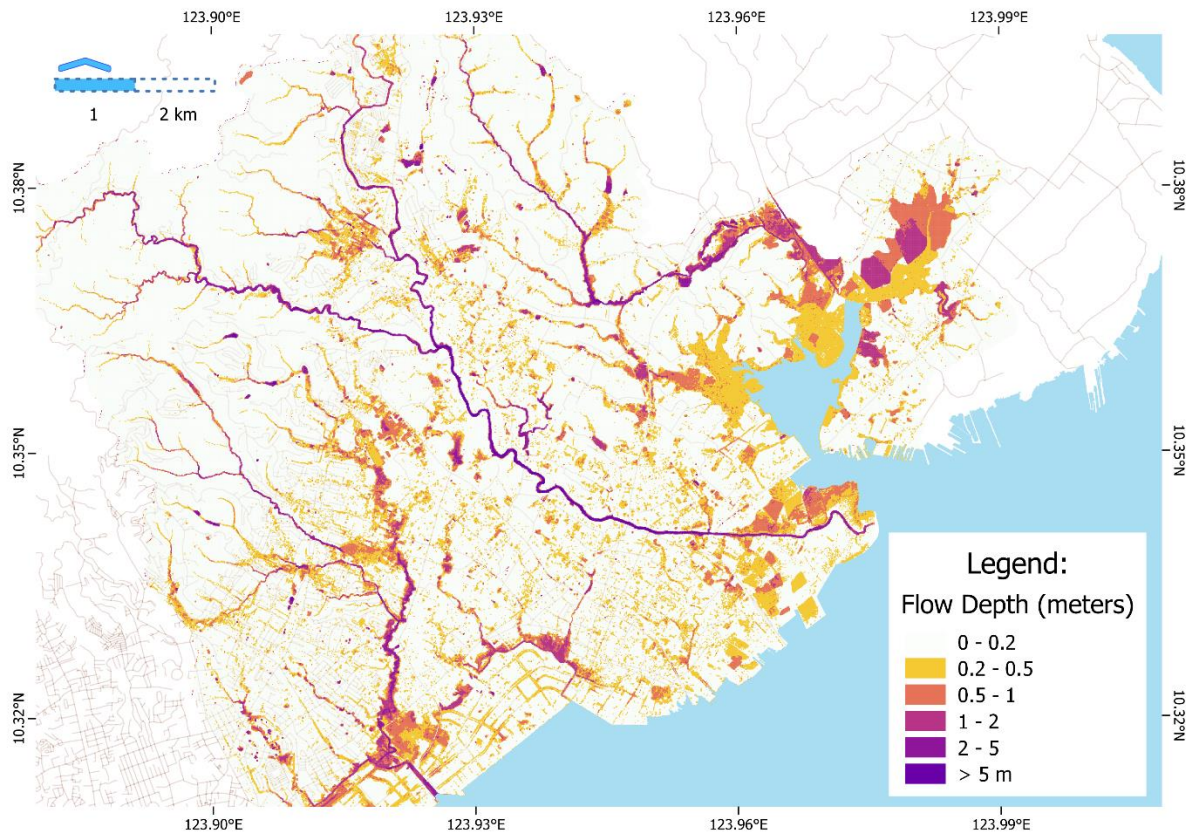 123.90°E 123.93°E 123.96°E 123.99°E
1 2 km
10.38°N 10.38°N
10.35°N 10.35°N
Legend:
Flow Depth (meters)
0 - 0.2
0.2 - 0.5
0.5 - 1
1 - 2
2 - 5
> 5 m
10.32°N 10.32°N
123.90°E 123.93°E 123.96°E 123.99°E